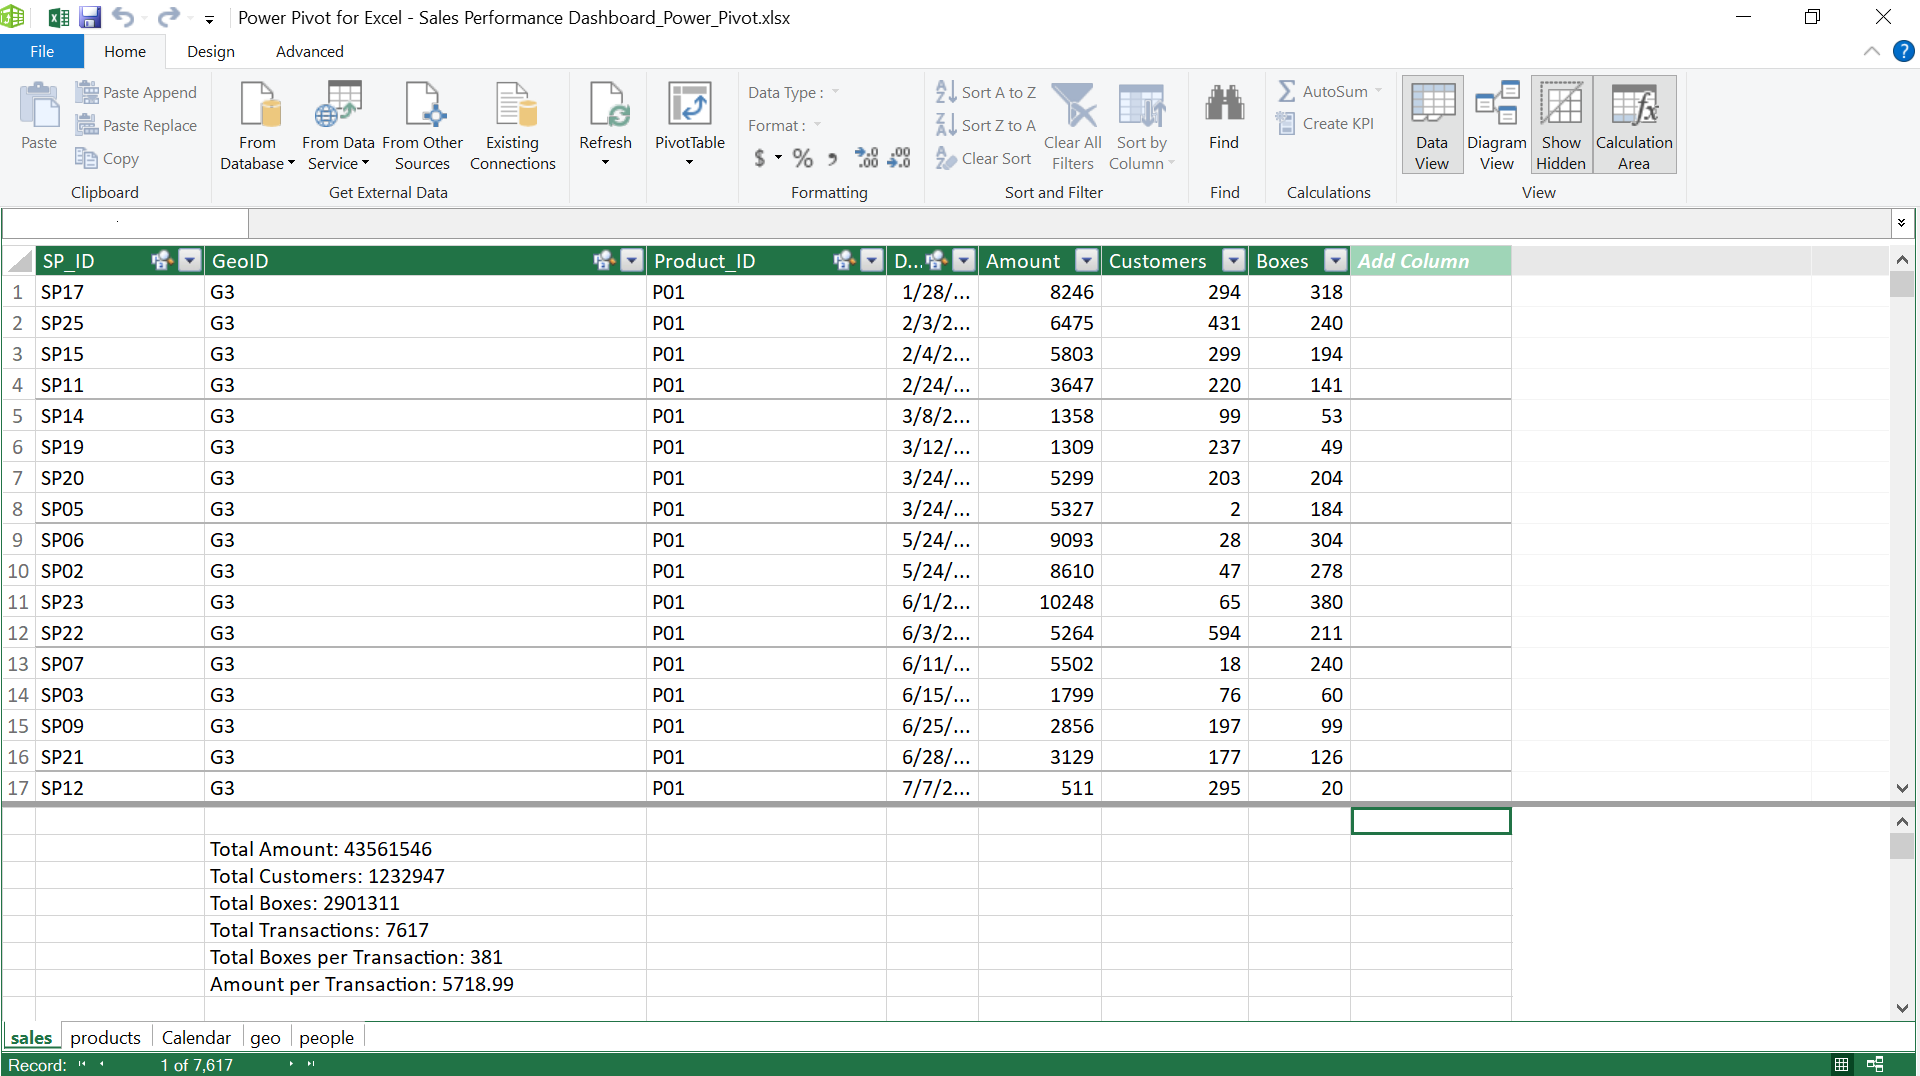 Power Pivot for Excel - Sales Performance Dashboard_Power_Pivot.xlsx
File Home Design Advanced
Paste
Paste Append
Paste Replace
Copy
Clipboard
From Database
From Data Service
From Other Sources
Existing Connections
Get External Data
Refresh
PivotTable
Data Type :
Format :
$ % , .00 .00
Formatting
Sort A to Z
Sort Z to A
Clear Sort
Clear All Filters
Sort by Column
Sort and Filter
Find
Find
AutoSum
Create KPI
Calculations
Data View
Diagram View
Show Hidden
Calculation Area
View
SP_ID GeoID Product_ID D... Amount Customers Boxes Add Column
1 SP17 G3 P01 1/28/... 8246 294 318
2 SP25 G3 P01 2/3/2... 6475 431 240
3 SP15 G3 P01 2/4/2... 5803 299 194
4 SP11 G3 P01 2/24/... 3647 220 141
5 SP14 G3 P01 3/8/2... 1358 99 53
6 SP19 G3 P01 3/12/... 1309 237 49
7 SP20 G3 P01 3/24/... 5299 203 204
8 SP05 G3 P01 3/24/... 5327 2 184
9 SP06 G3 P01 5/24/... 9093 28 304
10 SP02 G3 P01 5/24/... 8610 47 278
11 SP23 G3 P01 6/1/2... 10248 65 380
12 SP22 G3 P01 6/3/2... 5264 594 211
13 SP07 G3 P01 6/11/... 5502 18 240
14 SP03 G3 P01 6/15/... 1799 76 60
15 SP09 G3 P01 6/25/... 2856 197 99
16 SP21 G3 P01 6/28/... 3129 177 126
17 SP12 G3 P01 7/7/2... 511 295 20
Total Amount: 43561546
Total Customers: 1232947
Total Boxes: 2901311
Total Transactions: 7617
Total Boxes per Transaction: 381
Amount per Transaction: 5718.99
sales products Calendar geo people
Record: 1 of 7,617